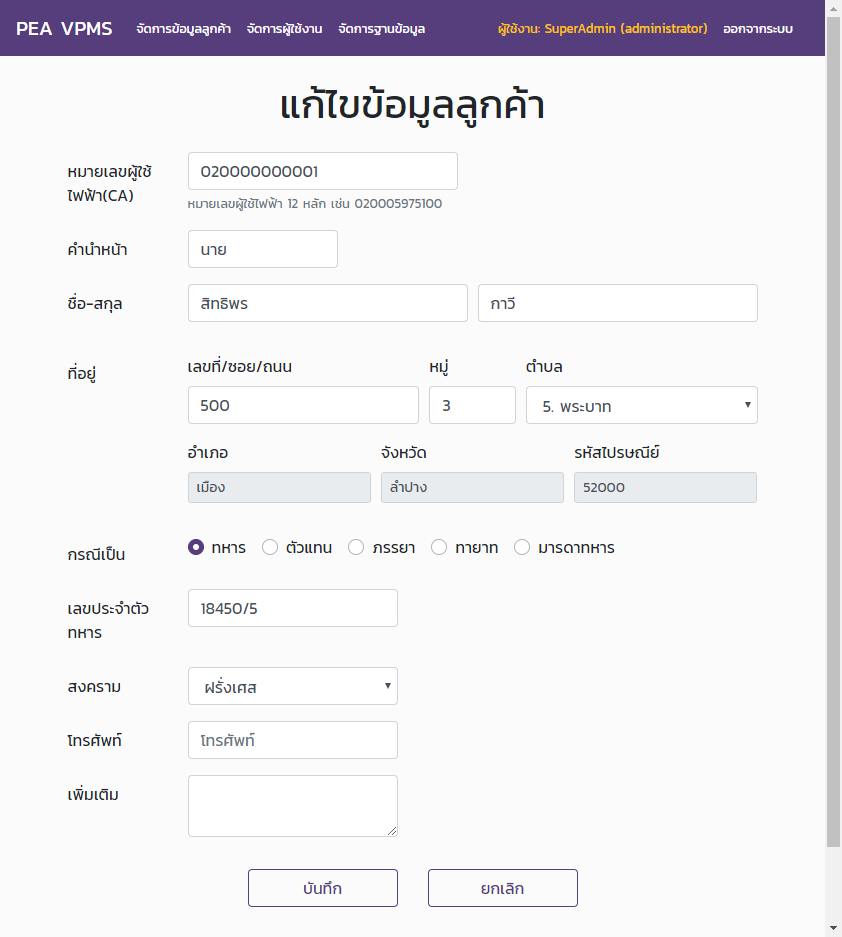 PEA VPMS จัดการข้อมูลลูกค้า จัดการผู้ใช้งาน จัดการฐานข้อมูล ผู้ใช้งาน: SuperAdmin (administrator) ออกจากระบบ
แก้ไขข้อมูลลูกค้า
หมายเลขผู้ใช้
ไฟฟ้า(CA)
020000000001
หมายเลขผู้ใช้ไฟฟ้า 12 หลัก เช่น 020005975100
คำนำหน้า นาย
ชื่อ-สกุล สิทธิพร กาวี
ที่อยู่
เลขที่/ซอย/ถนน หมู่ ตำบล
500 3 5. พระบาท
อำเภอ จังหวัด รหัสไปรษณีย์
เมือง ลำปาง 52000
กรณีเป็น ทหาร ตัวแทน ภรรยา ทายาท มารดาทหาร
เลขประจำตัว
ทหาร
18450/5
สงคราม ฝรั่งเศส
โทรศัพท์ โทรศัพท์
เพิ่มเติม
บันทึก ยกเลิก